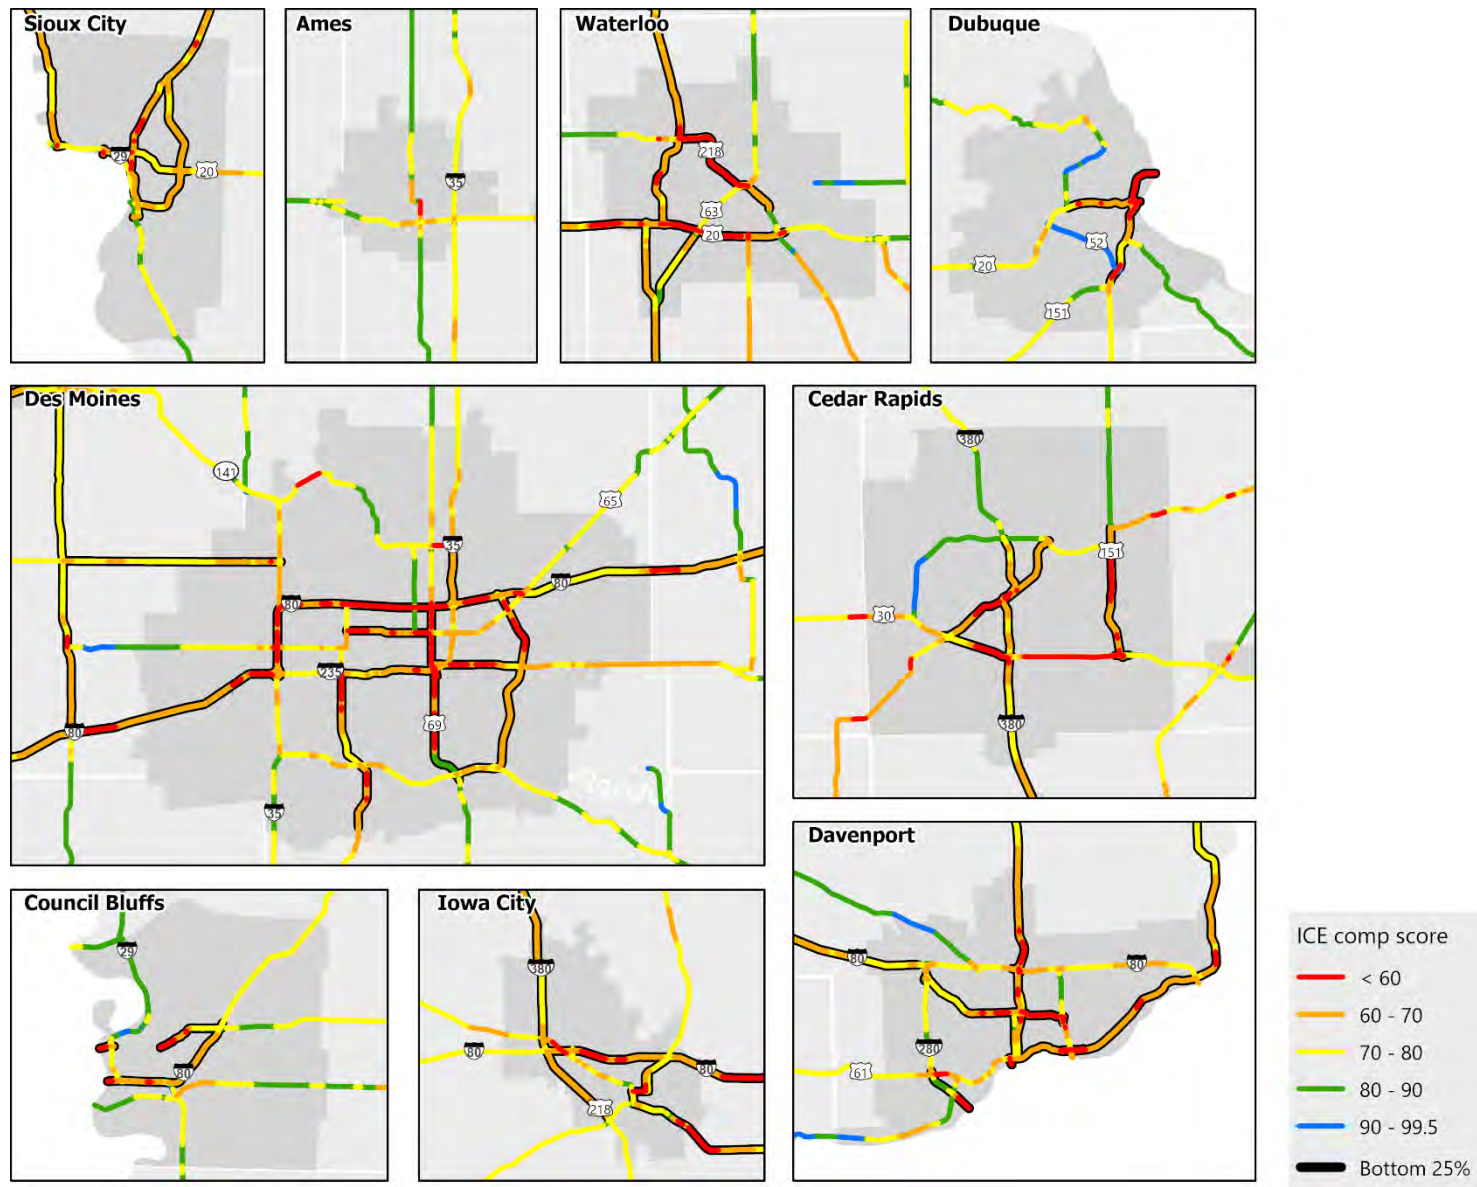 Sioux City
29
20
Ames
35
Waterloo
218
63
20
Dubuque
52
20
151
Des Moines
141
65
35
80
80
235
69
80
35
Cedar Rapids
380
151
30
380
Davenport
80
80
280
61
Council Bluffs
29
80
Iowa City
380
80
80
218
ICE comp score
< 60
60 - 70
70 - 80
80 - 90
90 - 99.5
Bottom 25%